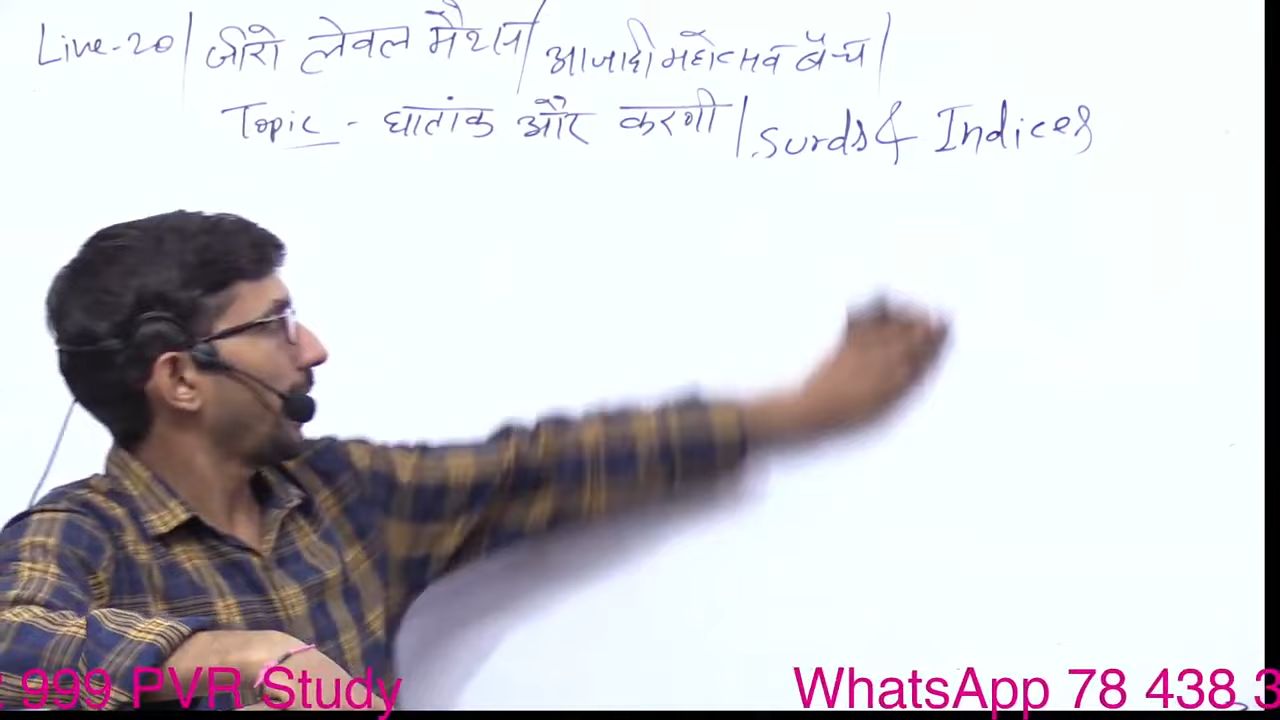 Live-20 | जीरो लेवल मैथ्स / आजादी महोत्सव बैच |
Topic - घातांक और करणी | Surds & Indices
999 PVR Study WhatsApp 78 438 3